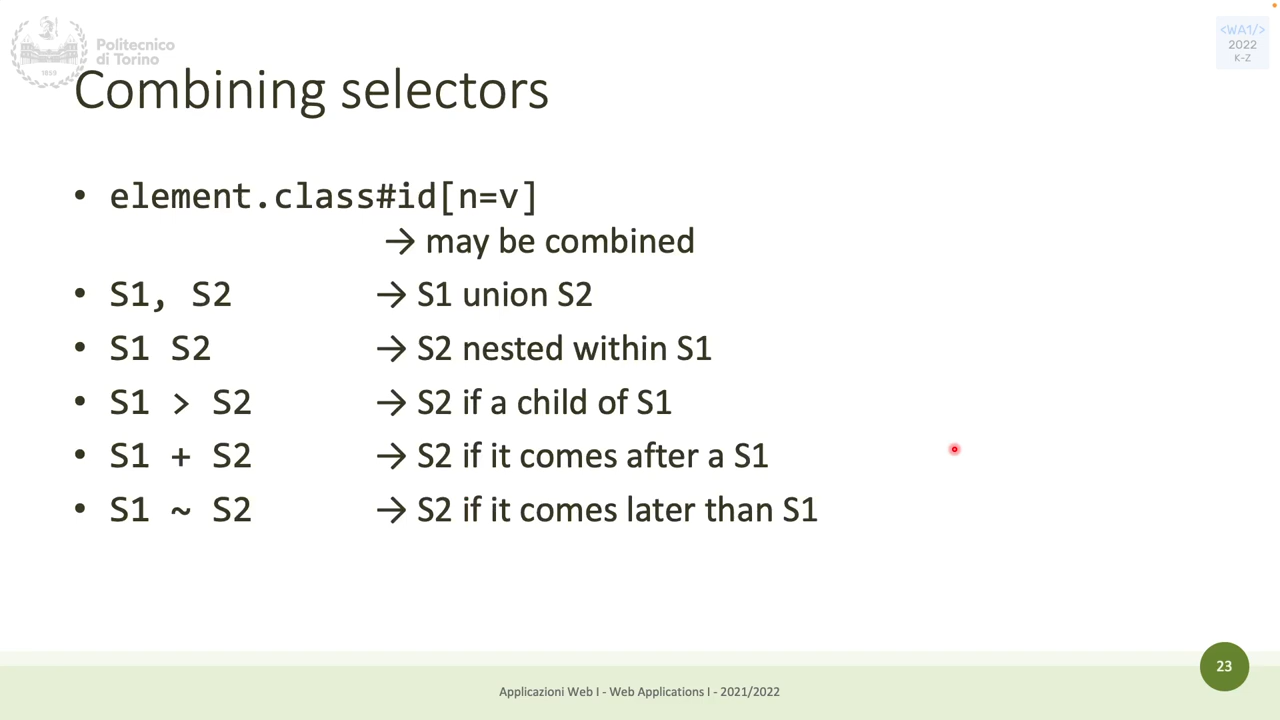 Politecnico
di Torino
1859
<WA1/>
2022
K-Z
Combining selectors
• element.class#id[n=v]
→ may be combined
• S1, S2 → S1 union S2
• S1 S2 → S2 nested within S1
• S1 > S2 → S2 if a child of S1
• S1 + S2 → S2 if it comes after a S1
• S1 ~ S2 → S2 if it comes later than S1
23
Applicazioni Web I - Web Applications I - 2021/2022